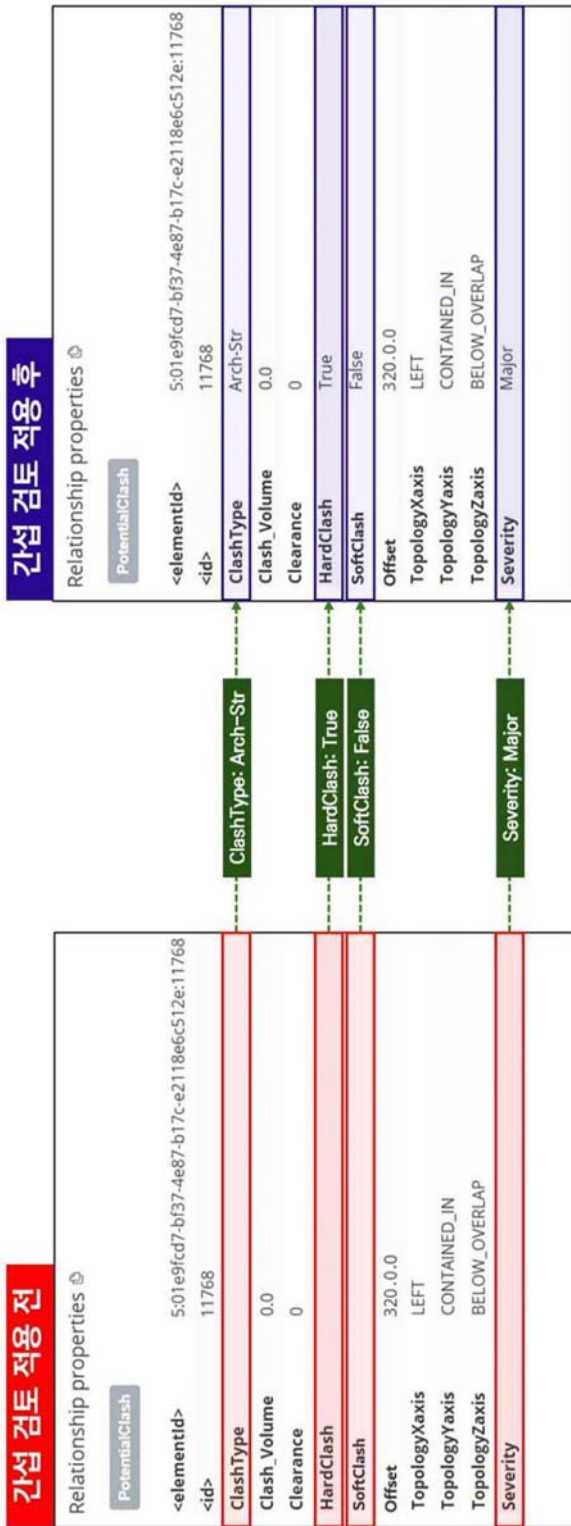 간섭 검토 적용 전
Relationship properties
PotentialClash
<elementId> 5:01e9fcd7-bf37-4e87-b17c-e2118e6c512e:11768
<id> 11768
ClashType
Clash_Volume 0.0
Clearance 0
HardClash
SoftClash
Offset 320.0.0
TopologyXaxis LEFT
TopologyYaxis CONTAINED_IN
TopologyZaxis BELOW_OVERLAP
Severity
ClashType: Arch-Str
HardClash: True
SoftClash: False
Severity: Major
간섭 검토 적용 후
Relationship properties
PotentialClash
<elementId> 5:01e9fcd7-bf37-4e87-b17c-e2118e6c512e:11768
<id> 11768
ClashType Arch-Str
Clash_Volume 0.0
Clearance 0
HardClash True
SoftClash False
Offset 320.0.0
TopologyXaxis LEFT
TopologyYaxis CONTAINED_IN
TopologyZaxis BELOW_OVERLAP
Severity Major